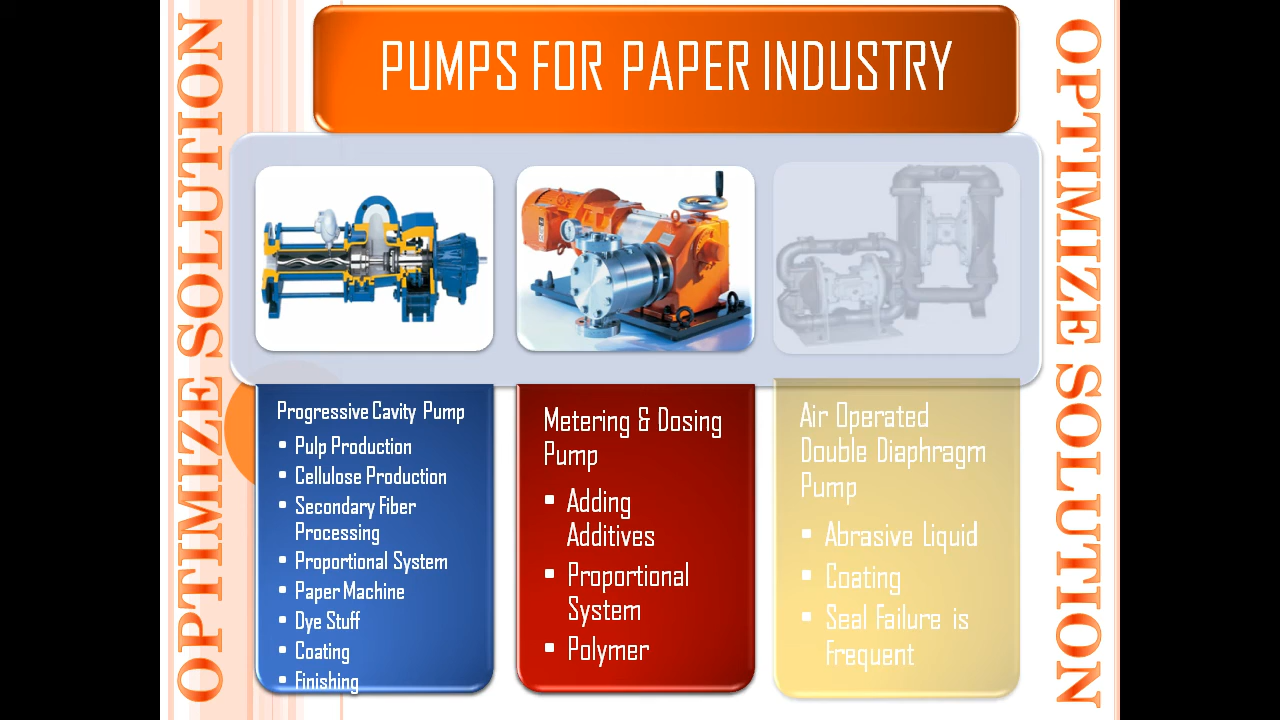 PUMPS FOR PAPER INDUSTRY
OPTIMIZE SOLUTION
OPTIMIZE SOLUTION
Progressive Cavity Pump
Pulp Production
Cellulose Production
Secondary Fiber
Processing
Proportional System
Paper Machine
Dye Stuff
Coating
Finishing
Metering & Dosing
Pump
Adding
Additives
Proportional
System
Polymer
Air Operated
Double Diaphragm
Pump
Abrasive Liquid
Coating
Seal Failure is
Frequent